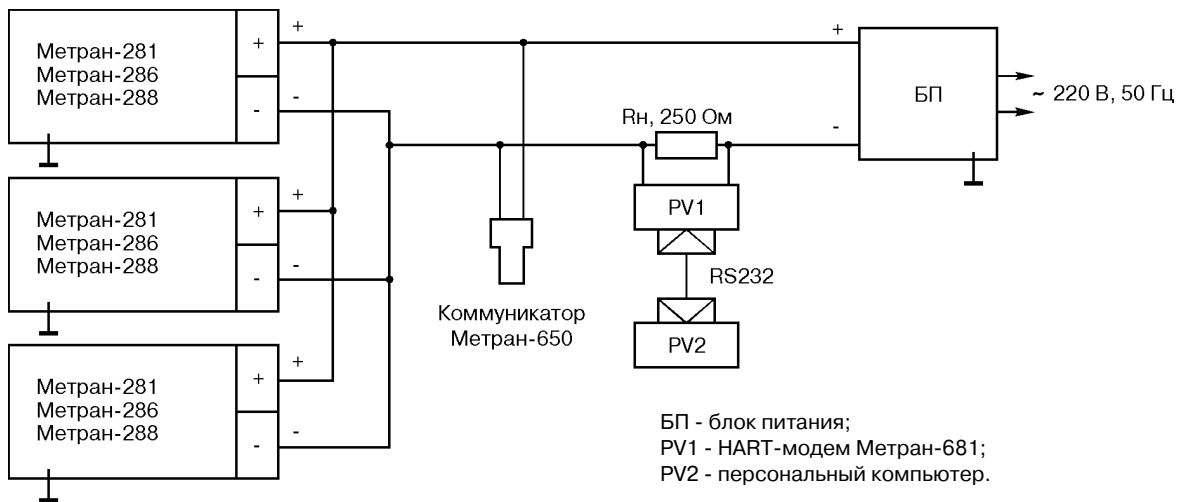 Метран-281
Метран-286
Метран-288
+
-
+
-
+
-
БП
~ 220 В, 50 Гц
Rн, 250 Ом
PV1
RS232
PV2
Коммуникатор
Метран-650
Метран-281
Метран-286
Метран-288
+
-
+
-
Метран-281
Метран-286
Метран-288
+
-
+
-
БП - блок питания;
PV1 - HART-модем Метран-681;
PV2 - персональный компьютер.